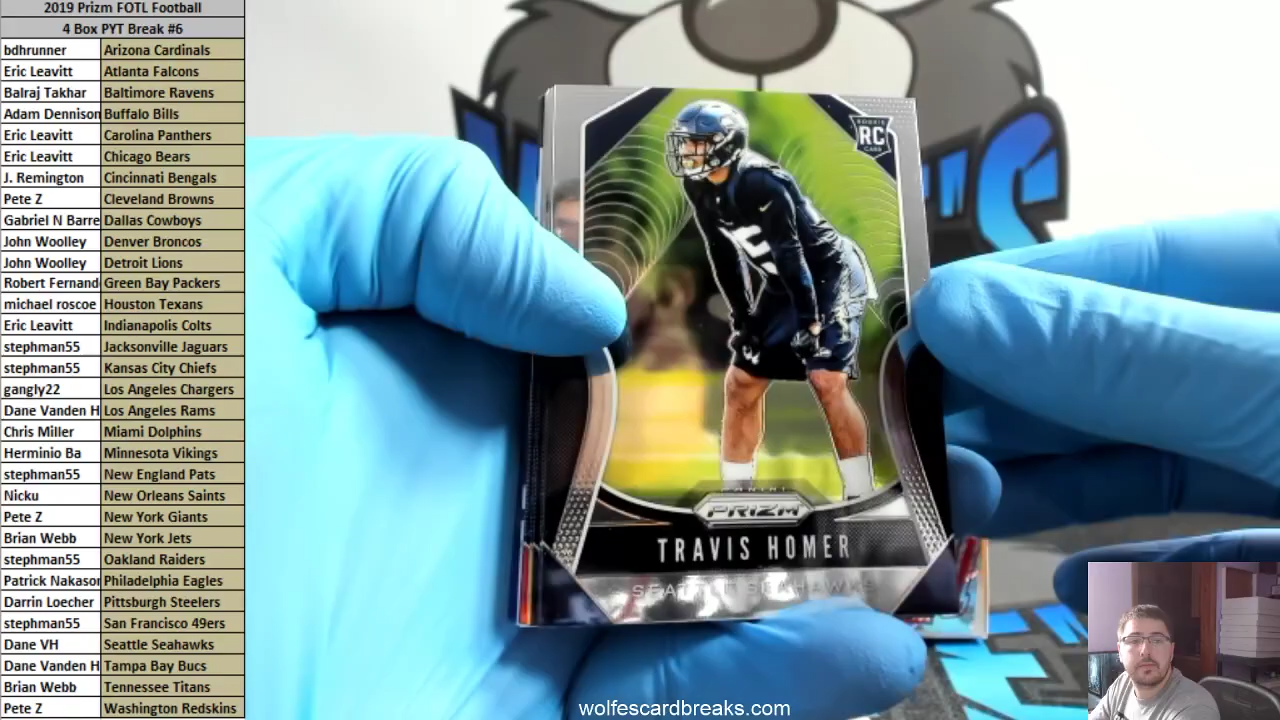 2019 Prizm FOTL Football
4 Box PYT Break #6
bdhrunner Arizona Cardinals
Eric Leavitt Atlanta Falcons
Balraj Takhar Baltimore Ravens
Adam Dennison Buffalo Bills
Eric Leavitt Carolina Panthers
Eric Leavitt Chicago Bears
J. Remington Cincinnati Bengals
Pete Z Cleveland Browns
Gabriel N Barre Dallas Cowboys
John Woolley Denver Broncos
John Woolley Detroit Lions
Robert Fernand Green Bay Packers
michael roscoe Houston Texans
Eric Leavitt Indianapolis Colts
stephman55 Jacksonville Jaguars
stephman55 Kansas City Chiefs
gangly22 Los Angeles Chargers
Dane Vanden H Los Angeles Rams
Chris Miller Miami Dolphins
Herminio Ba Minnesota Vikings
stephman55 New England Pats
Nicku New Orleans Saints
Pete Z New York Giants
Brian Webb New York Jets
stephman55 Oakland Raiders
Patrick Nakason Philadelphia Eagles
Darrin Loecher Pittsburgh Steelers
stephman55 San Francisco 49ers
Dane VH Seattle Seahawks
Dane Vanden H Tampa Bay Bucs
Brian Webb Tennessee Titans
Pete Z Washington Redskins
ROOKIE
RC
CARD
PANINI
PRIZM
TRAVIS HOMER
SEATTLE SEAHAWKS
wolfescardbreaks.com